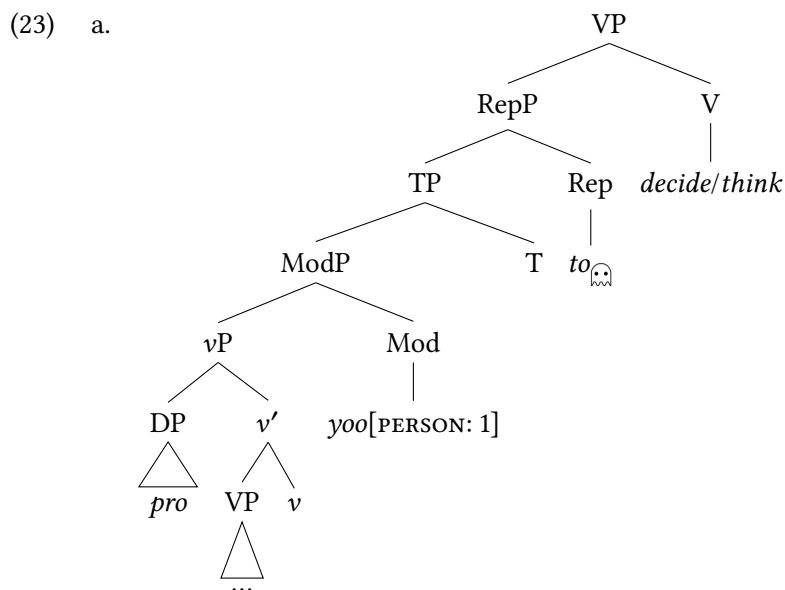 (23) a. VP
RepP V
TP Rep decide/think
ModP T to
vP Mod
DP v′ yoo[PERSON: 1]
pro VP v
...